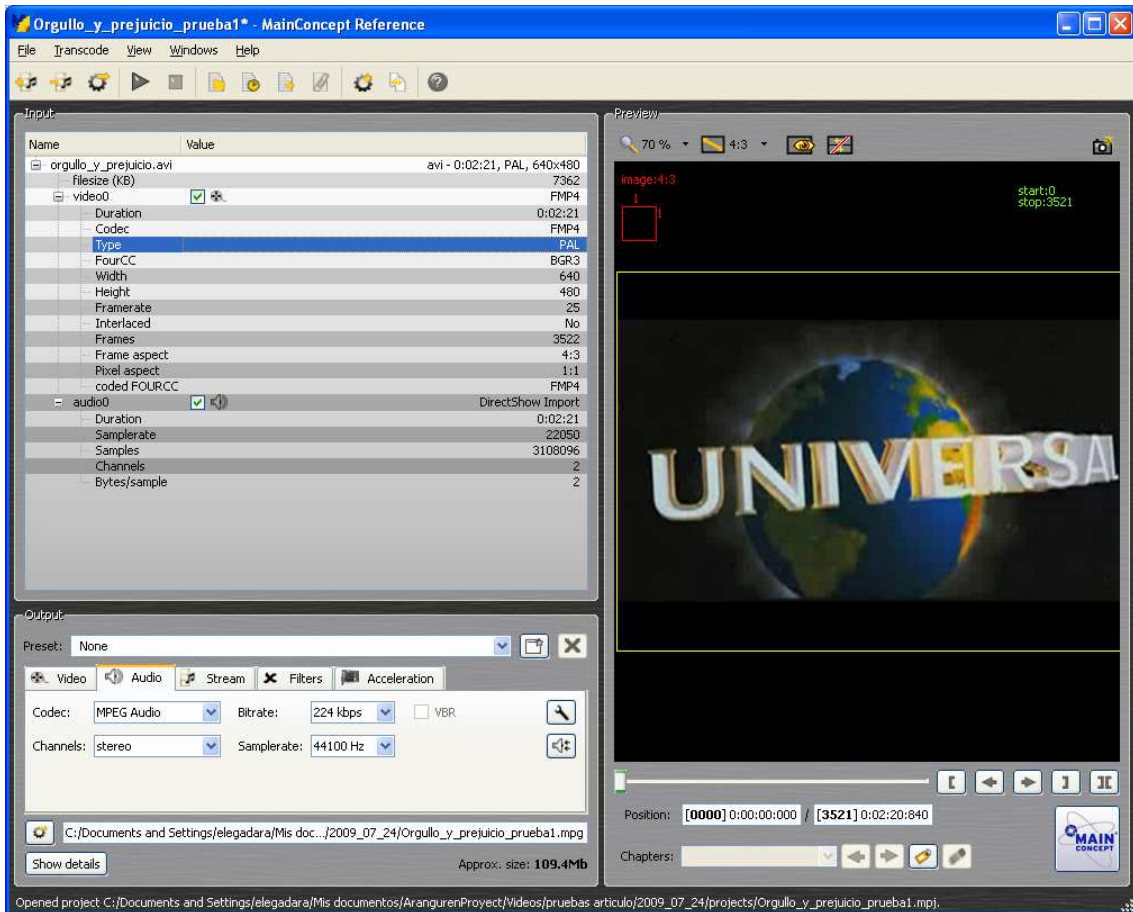 Orgullo_y_prejuicio_prueba1* - MainConcept Reference
File Transcode View Windows Help
Input
Name Value
orgullo_y_prejuicio.avi avi - 0:02:21, PAL, 640x480
filesize (KB) 7362
video0 FMP4
Duration 0:02:21
Codec FMP4
Type PAL
FourCC BGR3
Width 640
Height 480
Framerate 25
Interlaced No
Frames 3522
Frame aspect 4:3
Pixel aspect 1:1
coded FOURCC FMP4
audio0 DirectShow Import
Duration 0:02:21
Samplerate 22050
Samples 3108096
Channels 2
Bytes/sample 2
Output
Preset: None
Video Audio Stream Filters Acceleration
Codec: MPEG Audio Bitrate: 224 kbps VBR
Channels: stereo Samplerate: 44100 Hz
C:/Documents and Settings/elegadara/Mis doc.../2009_07_24/Orgullo_y_prejuicio_prueba1.mpg
Show details Approx. size: 109.4Mb
Preview
70 % 4:3
image:4:3
1
1
start:0
stop:3521
UNIVERSAL
Position: [0000] 0:00:00:000 / [3521] 0:02:20:840
Chapters:
MAIN
CONCEPT
Opened project C:/Documents and Settings/elegadara/Mis documentos/ArangurenProyect/Videos/pruebas articulo/2009_07_24/projects/Orgullo_y_prejuicio_prueba1.mpj.